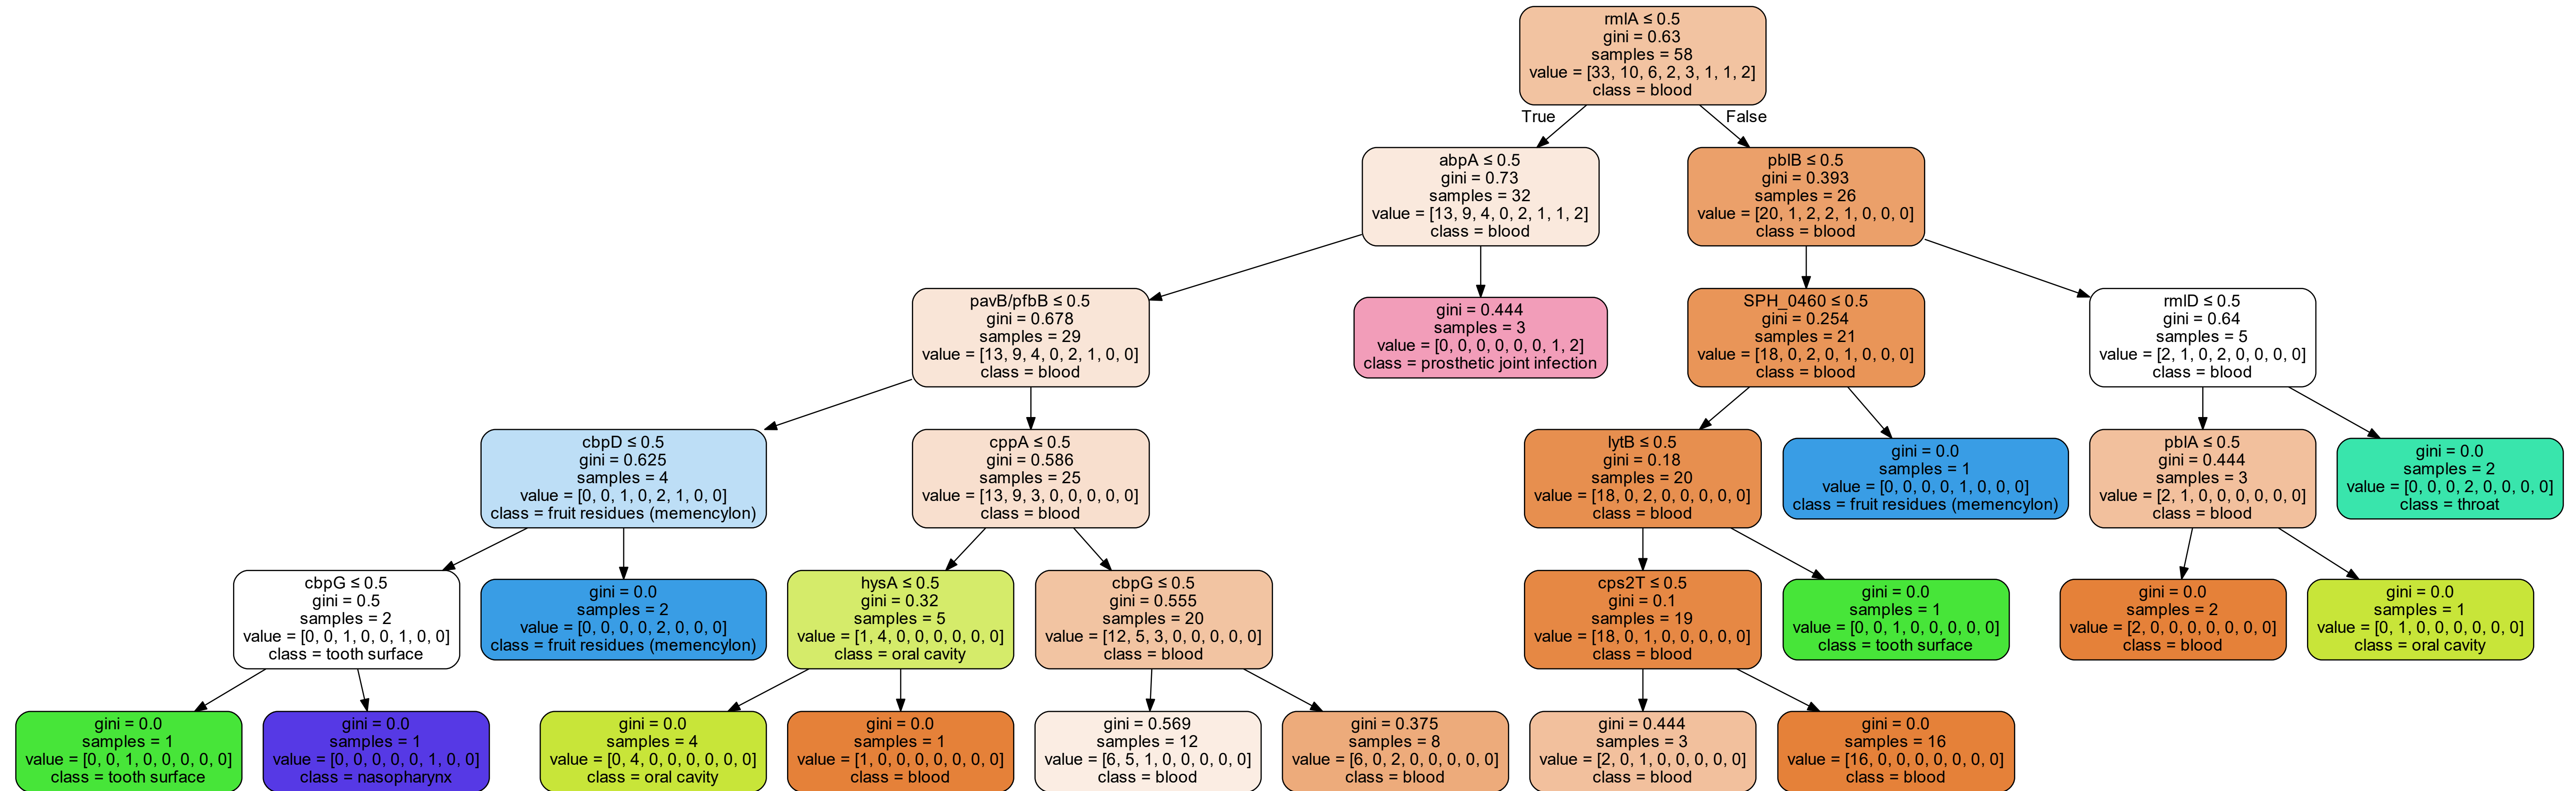 rmlA ≤ 0.5
gini = 0.63
samples = 58
value = [33, 10, 6, 2, 3, 1, 1, 2]
class = blood
True
False
abpA ≤ 0.5
gini = 0.73
samples = 32
value = [13, 9, 4, 0, 2, 1, 1, 2]
class = blood
pblB ≤ 0.5
gini = 0.393
samples = 26
value = [20, 1, 2, 2, 1, 0, 0, 0]
class = blood
pavB/pfbB ≤ 0.5
gini = 0.678
samples = 29
value = [13, 9, 4, 0, 2, 1, 0, 0]
class = blood
gini = 0.444
samples = 3
value = [0, 0, 0, 0, 0, 0, 1, 2]
class = prosthetic joint infection
SPH_0460 ≤ 0.5
gini = 0.254
samples = 21
value = [18, 0, 2, 0, 1, 0, 0, 0]
class = blood
rmlD ≤ 0.5
gini = 0.64
samples = 5
value = [2, 1, 0, 2, 0, 0, 0, 0]
class = blood
cbpD ≤ 0.5
gini = 0.625
samples = 4
value = [0, 0, 1, 0, 2, 1, 0, 0]
class = fruit residues (memencylon)
cppA ≤ 0.5
gini = 0.586
samples = 25
value = [13, 9, 3, 0, 0, 0, 0, 0]
class = blood
lytB ≤ 0.5
gini = 0.18
samples = 20
value = [18, 0, 2, 0, 0, 0, 0, 0]
class = blood
gini = 0.0
samples = 1
value = [0, 0, 0, 0, 1, 0, 0, 0]
class = fruit residues (memencylon)
pblA ≤ 0.5
gini = 0.444
samples = 3
value = [2, 1, 0, 0, 0, 0, 0, 0]
class = blood
gini = 0.0
samples = 2
value = [0, 0, 0, 2, 0, 0, 0, 0]
class = throat
cbpG ≤ 0.5
gini = 0.5
samples = 2
value = [0, 0, 1, 0, 0, 1, 0, 0]
class = tooth surface
gini = 0.0
samples = 2
value = [0, 0, 0, 0, 2, 0, 0, 0]
class = fruit residues (memencylon)
hysA ≤ 0.5
gini = 0.32
samples = 5
value = [1, 4, 0, 0, 0, 0, 0, 0]
class = oral cavity
cbpG ≤ 0.5
gini = 0.555
samples = 20
value = [12, 5, 3, 0, 0, 0, 0, 0]
class = blood
cps2T ≤ 0.5
gini = 0.1
samples = 19
value = [18, 0, 1, 0, 0, 0, 0, 0]
class = blood
gini = 0.0
samples = 1
value = [0, 0, 1, 0, 0, 0, 0, 0]
class = tooth surface
gini = 0.0
samples = 2
value = [2, 0, 0, 0, 0, 0, 0, 0]
class = blood
gini = 0.0
samples = 1
value = [0, 1, 0, 0, 0, 0, 0, 0]
class = oral cavity
gini = 0.0
samples = 1
value = [0, 0, 1, 0, 0, 0, 0, 0]
class = tooth surface
gini = 0.0
samples = 1
value = [0, 0, 0, 0, 0, 1, 0, 0]
class = nasopharynx
gini = 0.0
samples = 4
value = [0, 4, 0, 0, 0, 0, 0, 0]
class = oral cavity
gini = 0.0
samples = 1
value = [1, 0, 0, 0, 0, 0, 0, 0]
class = blood
gini = 0.569
samples = 12
value = [6, 5, 1, 0, 0, 0, 0, 0]
class = blood
gini = 0.375
samples = 8
value = [6, 0, 2, 0, 0, 0, 0, 0]
class = blood
gini = 0.444
samples = 3
value = [2, 0, 1, 0, 0, 0, 0, 0]
class = blood
gini = 0.0
samples = 16
value = [16, 0, 0, 0, 0, 0, 0, 0]
class = blood